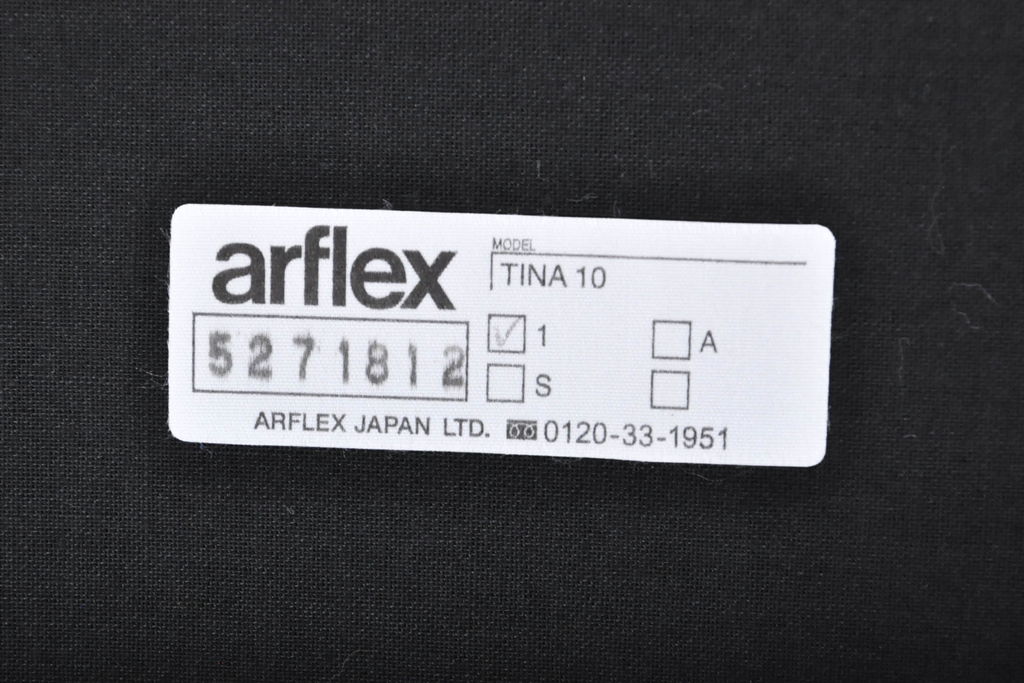 arflex
MODEL
TINA 10
5271812
1
A
S
ARFLEX JAPAN LTD. 0120-33-1951